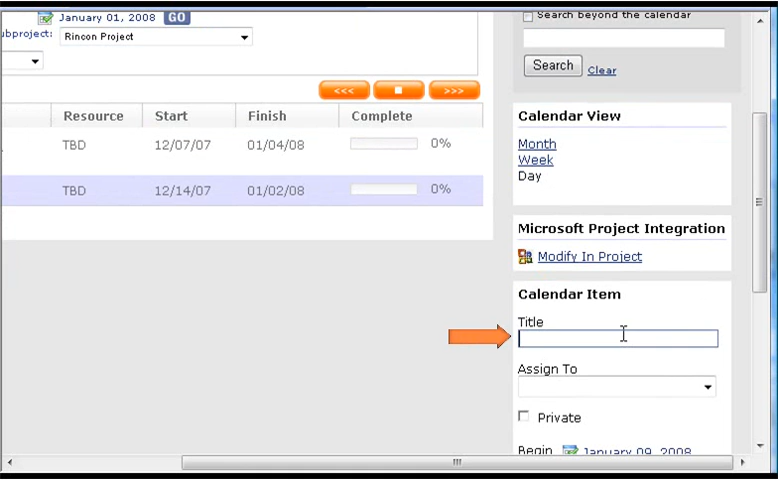 January 01, 2008 GO
ubproject: Rincon Project
<<< >>>
Resource Start Finish Complete
TBD 12/07/07 01/04/08 0%
TBD 12/14/07 01/02/08 0%
Search beyond the calendar
Search Clear
Calendar View
Month
Week
Day
Microsoft Project Integration
Modify In Project
Calendar Item
Title
Assign To
Private
Begin January 09, 2008